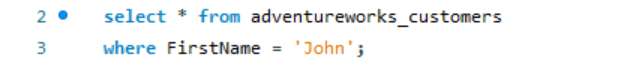 2 select * from adventureworks_customers
3 where FirstName = 'John';